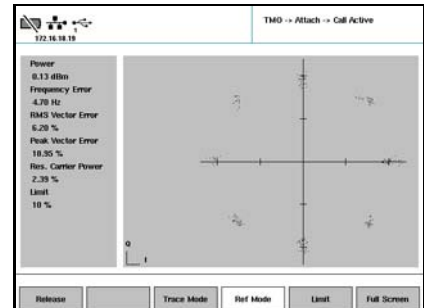 TMO -> Attach -> Call Active
172.16.18.19
Power
0.13 dBm
Frequency Error
4.70 Hz
RMS Vector Error
6.20 %
Peak Vector Error
10.95 %
Res. Carrier Power
2.39 %
Limit
10 %
Q
I
Release
Trace Mode
Ref Mode
Limit
Full Screen